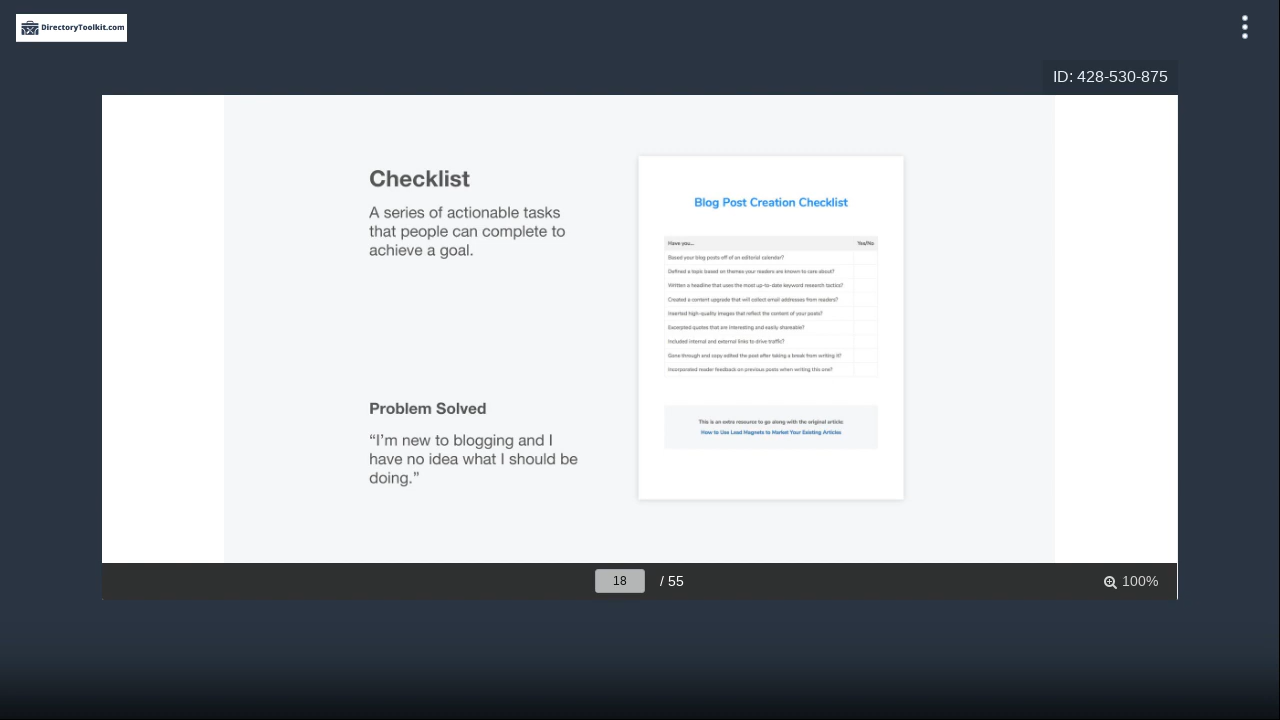 DirectoryToolkit.com
ID: 428-530-875
Checklist
A series of actionable tasks
that people can complete to
achieve a goal.
Problem Solved
“I’m new to blogging and I
have no idea what I should be
doing.”
Blog Post Creation Checklist
Have you... Yes/No
Based your blog posts off of an editorial calendar?
Defined a topic based on themes your readers are known to care about?
Written a headline that uses the most up-to-date keyword research tactics?
Created a content upgrade that will collect email addresses from readers?
Inserted high-quality images that reflect the content of your posts?
Excerpted quotes that are interesting and easily shareable?
Included internal and external links to drive traffic?
Gone through and copy edited the post after taking a break from writing it?
Incorporated reader feedback on previous posts when writing this one?
This is an extra resource to go along with the original article:
How to Use Lead Magnets to Market Your Existing Articles
18 / 55
100%